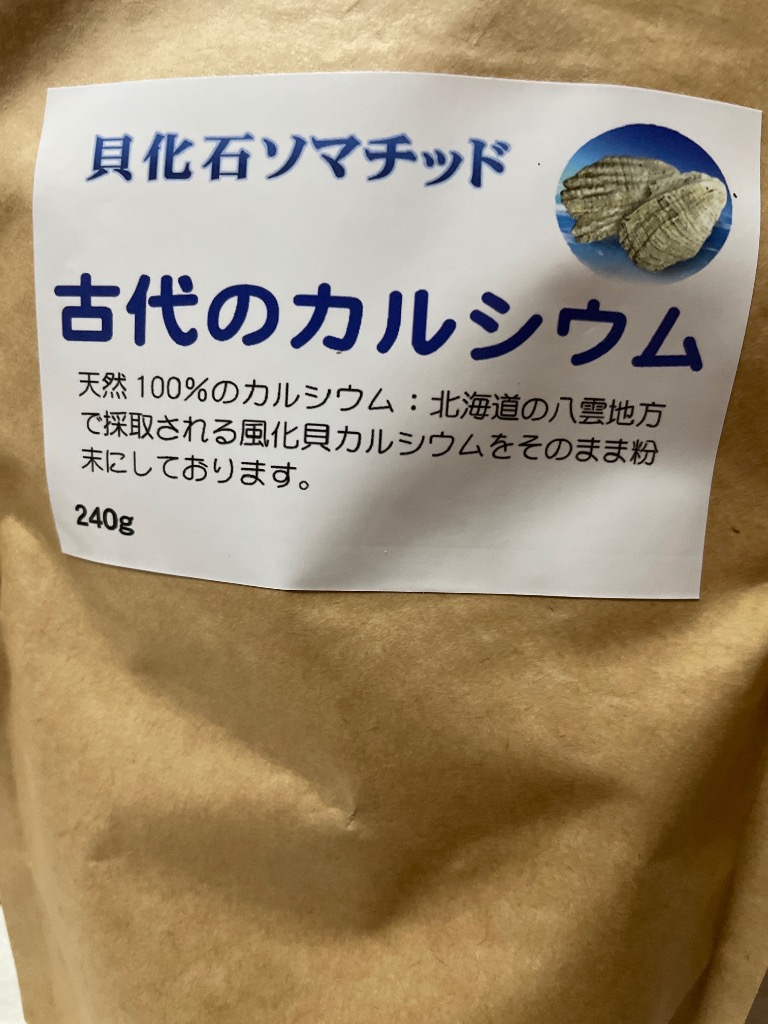 貝化石ソマチッド
古代のカルシウム
天然100%のカルシウム：北海道の八雲地方
で採取される風化貝カルシウムをそのまま粉
末にしております。
240g